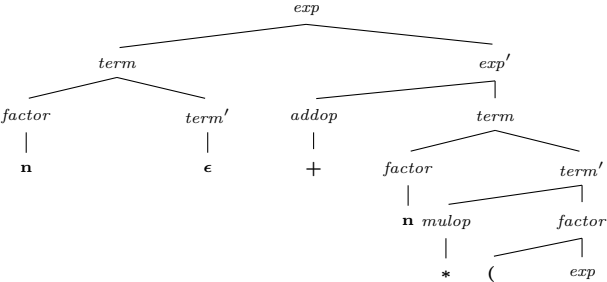 exp
term exp′
factor term′ addop term
n ϵ + factor term′
n mulop factor
* ( exp